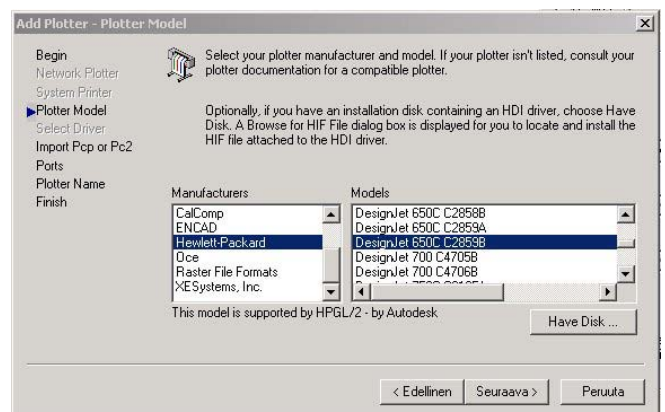 Add Plotter - Plotter Model
Begin
Network Plotter
System Printer
Plotter Model
Select Driver
Import Pcp or Pc2
Ports
Plotter Name
Finish
Select your plotter manufacturer and model. If your plotter isn't listed, consult your
plotter documentation for a compatible plotter.
Optionally, if you have an installation disk containing an HDI driver, choose Have
Disk. A Browse for HIF File dialog box is displayed for you to locate and install the
HIF file attached to the HDI driver.
Manufacturers
CalComp
ENCAD
Hewlett-Packard
Oce
Raster File Formats
XESystems, Inc.
Models
DesignJet 650C C2858B
DesignJet 650C C2859A
DesignJet 650C C2859B
DesignJet 700 C4705B
DesignJet 700 C4706B
This model is supported by HPGL/2 - by Autodesk
Have Disk ...
< Edellinen
Seuraava >
Peruuta